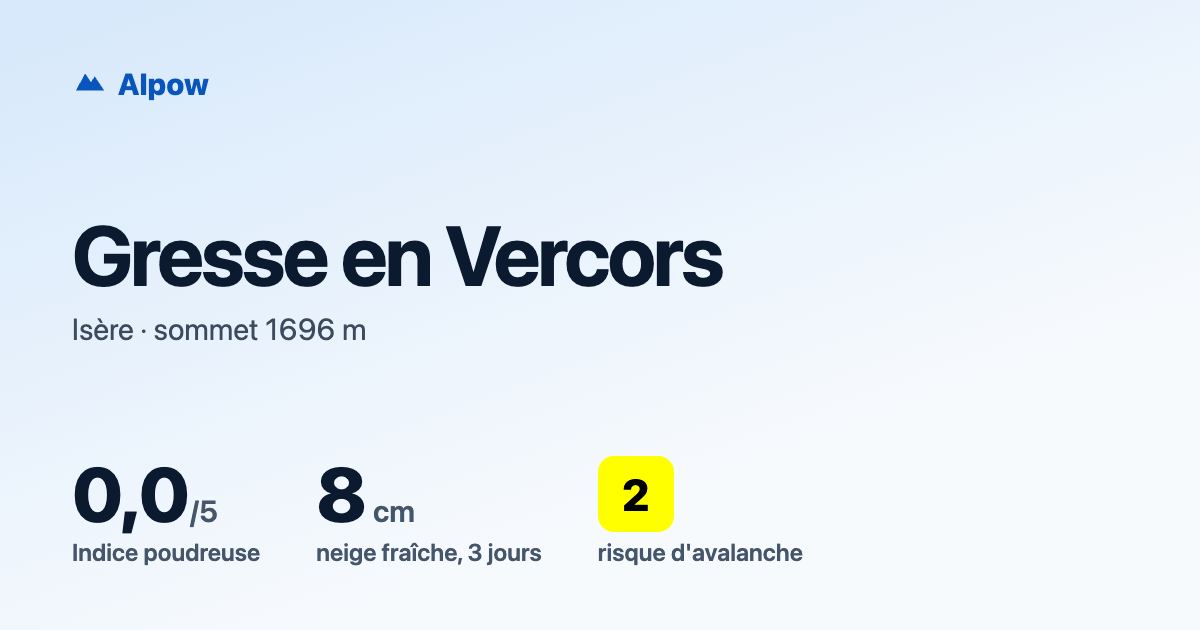 Alpow
Gresse en Vercors
Isère · sommet 1696 m
0,0/5
Indice poudreuse
8 cm
neige fraîche, 3 jours
2
risque d'avalanche